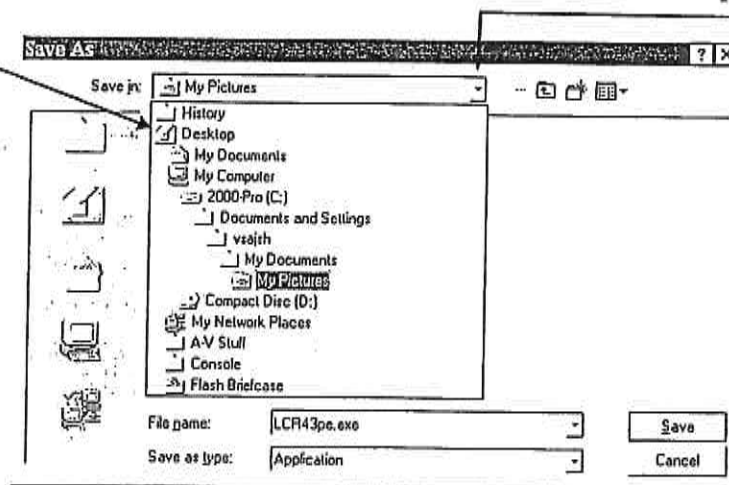 Save As
Save in: My Pictures
History
Desktop
My Documents
My Computer
2000-Pro (C:)
Documents and Settings
vsajsh
My Documents
My Pictures
Compact Disc (D:)
My Network Places
A-V Stuff
Console
Flash Briefcase
File name: LCR43pe.exe Save
Save as type: Application Cancel